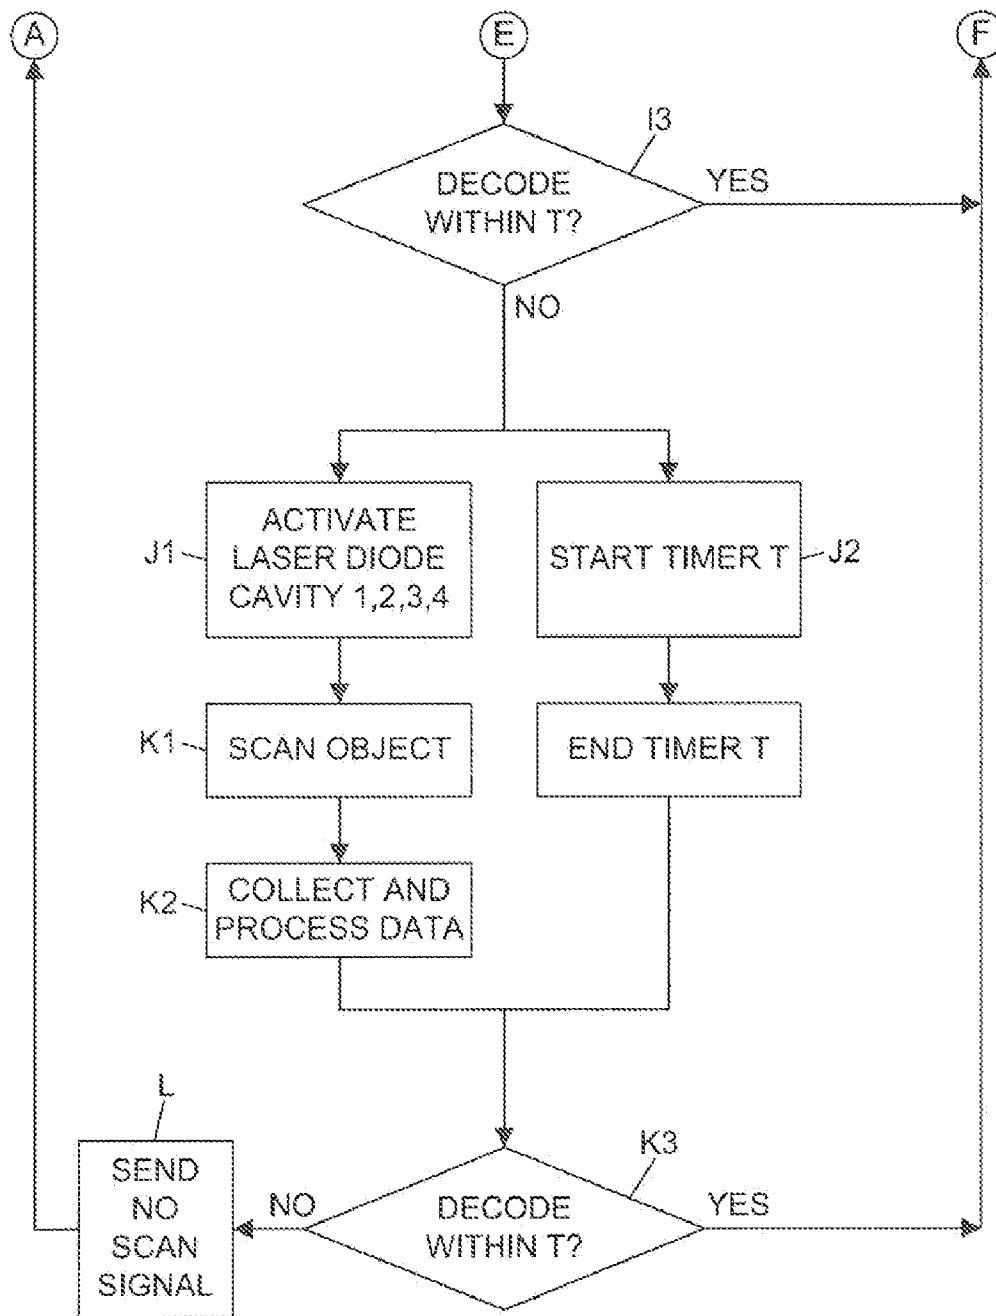 A
E
F
I3
DECODE
WITHIN T?
YES
NO
J1
ACTIVATE
LASER DIODE
CAVITY 1,2,3,4
START TIMER T
J2
K1
SCAN OBJECT
END TIMER T
K2
COLLECT AND
PROCESS DATA
L
SEND
NO
SCAN
SIGNAL
NO
K3
DECODE
WITHIN T?
YES